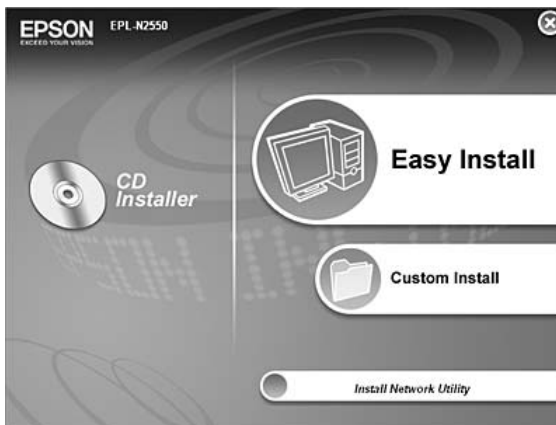 EPSON
EXCEED YOUR VISION
EPL-N2550
CD
Installer
Easy Install
Custom Install
Install Network Utility